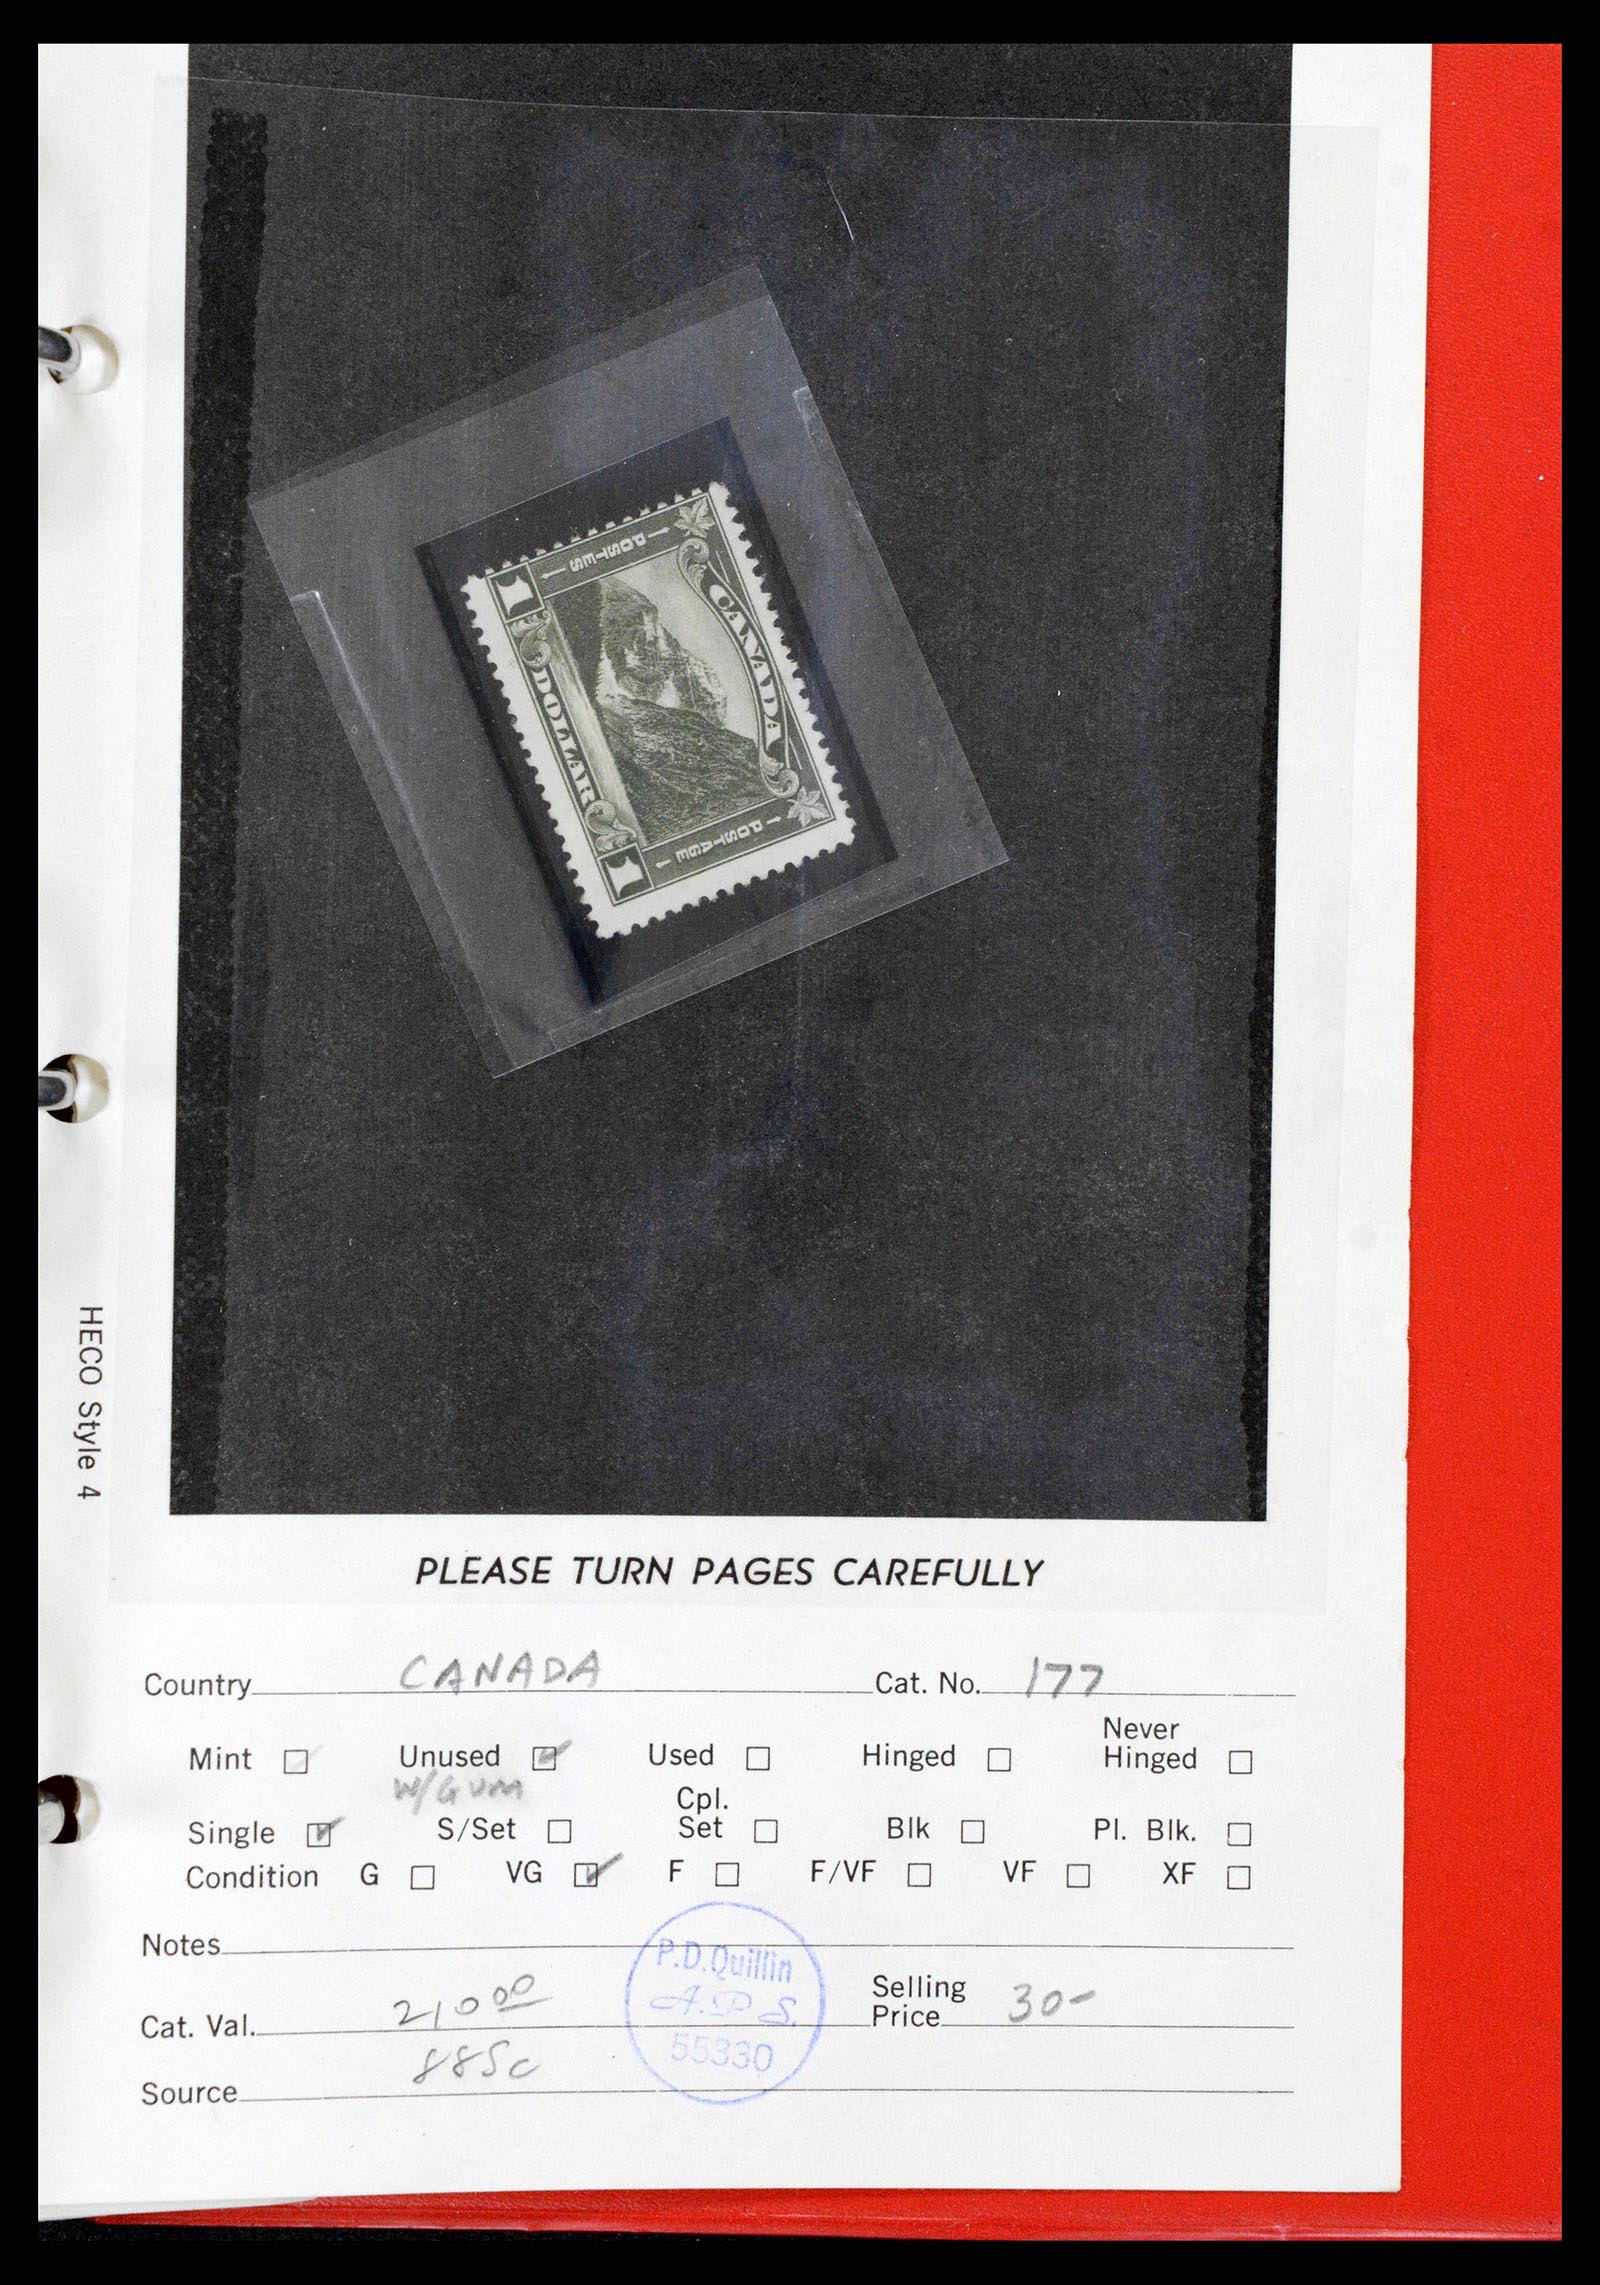 POSTES
1
CANADA
DOLLAR
POSTAGE
1
HECO Style 4
PLEASE TURN PAGES CAREFULLY
Country CANADA Cat. No. 177
Never
Mint Unused Used Hinged Hinged
W/GUM
Cpl.
Single S/Set Set Blk Pl. Blk.
Condition G VG F F/VF VF XF
Notes
P.D.Quillin
A.P.S.
55330
Selling
Cat. Val. 210 00 Price 30-
885c
Source